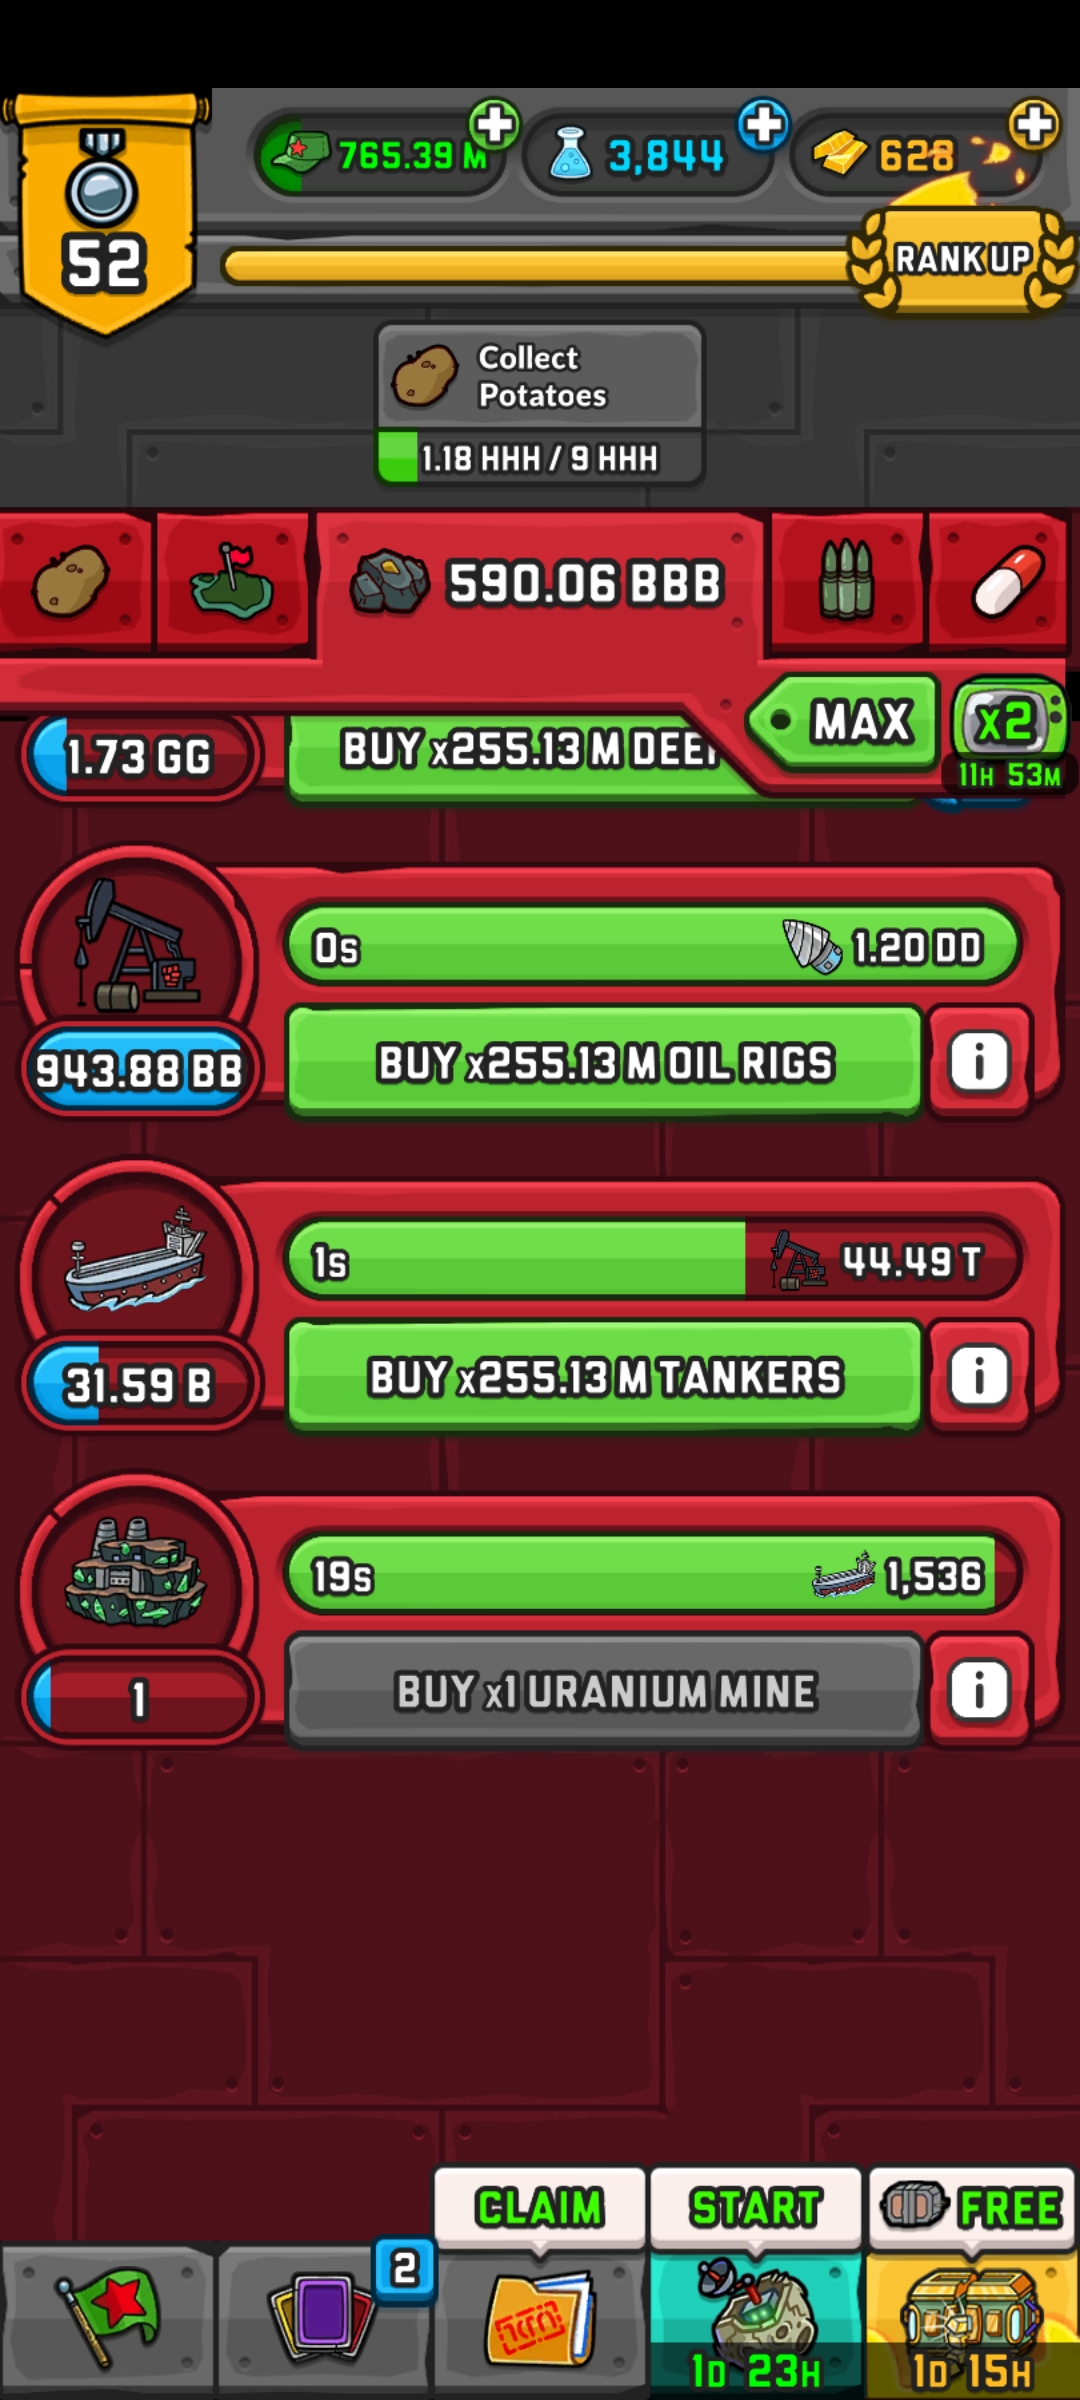 765.39 M
3,844
628
52
RANK UP
Collect
Potatoes
1.18 HHH / 9 HHH
590.06 BBB
MAX
x2
11H 53M
1.73 GG
BUY x255.13 M
0s
1.20 DD
943.88 BB
BUY x255.13 M OIL RIGS
i
1s
44.49 T
31.59 B
BUY x255.13 M TANKERS
i
19s
1,536
1
BUY x1 URANIUM MINE
i
CLAIM
START
FREE
2
1D 23H
1D 15H